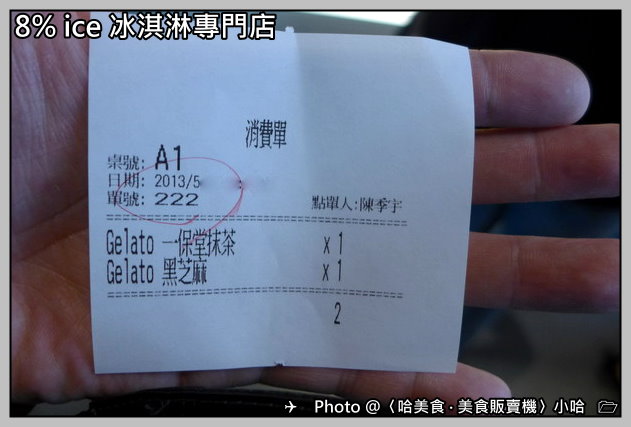 8% ice 冰淇淋專門店
消費單
桌號: A1
日期: 2013/5
單號: 222
點單人:陳季宇
Gelato 一保堂抹茶 x 1
Gelato 黑芝麻 x 1
2
Photo @〈哈美食 · 美食販賣機〉小哈